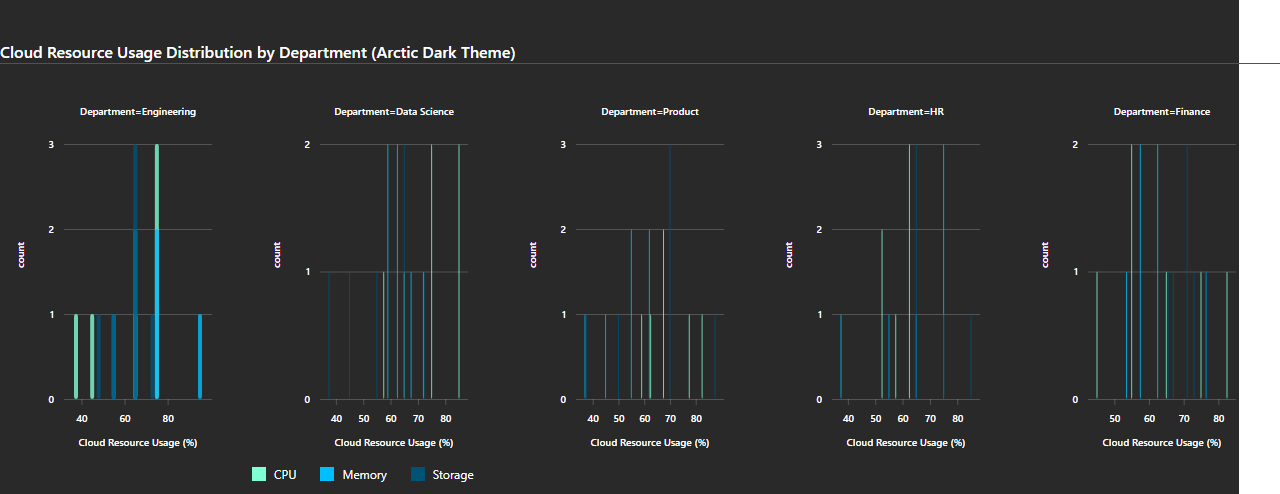 Cloud Resource Usage Distribution by Department (Arctic Dark Theme)
Department=Engineering
Department=Data Science
Department=Product
Department=HR
Department=Finance
3
2
1
0
count
40 60 80
Cloud Resource Usage (%)
2
1
0
count
40 50 60 70 80
Cloud Resource Usage (%)
3
2
1
0
count
40 50 60 70 80
Cloud Resource Usage (%)
3
2
1
0
count
40 50 60 70 80
Cloud Resource Usage (%)
2
1
0
count
50 60 70 80
Cloud Resource Usage (%)
CPU Memory Storage